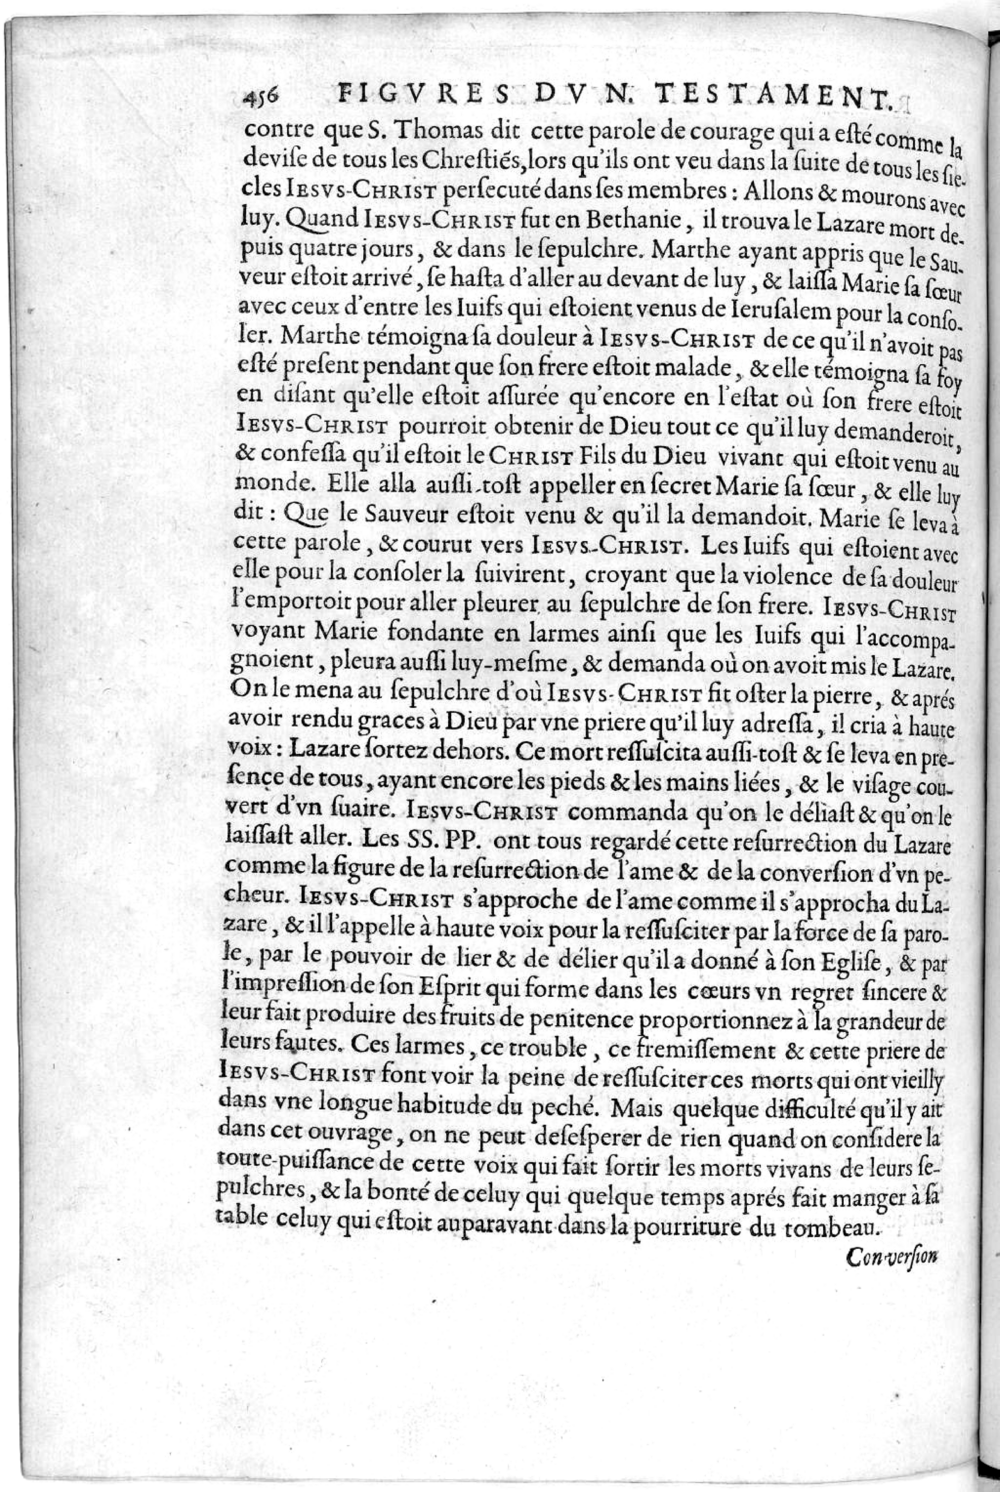 456 FIGVRES DV N. TESTAMENT.
contre que S. Thomas dit cette parole de courage qui a eſté comme la
deviſe de tous les Chreſtiẽs, lors qu'ils ont veu dans la ſuite de tous les ſie-
cles IESVS-CHRIST perſecuté dans ſes membres : Allons & mourons avec
luy. Quand IESVS-CHRIST fut en Bethanie, il trouva le Lazare mort de-
puis quatre jours, & dans le ſepulchre. Marthe ayant appris que le Sau-
veur eſtoit arrivé, ſe haſta d'aller au devant de luy, & laiſſa Marie ſa ſœur
avec ceux d'entre les Iuifs qui eſtoient venus de Ieruſalem pour la conſo-
ler. Marthe témoigna ſa douleur à IESVS-CHRIST de ce qu'il n'avoit pas
eſté preſent pendant que ſon frere eſtoit malade, & elle témoigna ſa foy
en diſant qu'elle eſtoit aſſurée qu'encore en l'eſtat où ſon frere eſtoit
IESVS-CHRIST pourroit obtenir de Dieu tout ce qu'il luy demanderoit,
& confeſſa qu'il eſtoit le CHRIST Fils du Dieu vivant qui eſtoit venu au
monde. Elle alla auſſi-toſt appeller en ſecret Marie ſa ſœur, & elle luy
dit : Que le Sauveur eſtoit venu & qu'il la demandoit. Marie ſe leva à
cette parole, & courut vers IESVS-CHRIST. Les Iuifs qui eſtoient avec
elle pour la conſoler la ſuivirent, croyant que la violence de ſa douleur
l'emportoit pour aller pleurer au ſepulchre de ſon frere. IESVS-CHRIST
voyant Marie fondante en larmes ainſi que les Iuifs qui l'accompa-
gnoient, pleura auſſi luy-meſme, & demanda où on avoit mis le Lazare.
On le mena au ſepulchre d'où IESVS-CHRIST fit oſter la pierre, & aprés
avoir rendu graces à Dieu par vne priere qu'il luy adreſſa, il cria à haute
voix : Lazare ſortez dehors. Ce mort reſſuſcita auſſi-toſt & ſe leva en pre-
ſence de tous, ayant encore les pieds & les mains liées, & le viſage cou-
vert d'vn ſuaire. IESVS-CHRIST commanda qu'on le déliaſt & qu'on le
laiſſaſt aller. Les SS. PP. ont tous regardé cette reſurrection du Lazare
comme la figure de la reſurrection de l'ame & de la converſion d'vn pe-
cheur. IESVS-CHRIST s'approche de l'ame comme il s'approcha du La-
zare, & il l'appelle à haute voix pour la reſſuſciter par la force de ſa paro-
le, par le pouvoir de lier & de délier qu'il a donné à ſon Egliſe, & par
l'impreſſion de ſon Eſprit qui forme dans les cœurs vn regret ſincere &
leur fait produire des fruits de penitence proportionnez à la grandeur de
leurs fautes. Ces larmes, ce trouble, ce fremiſſement & cette priere de
IESVS-CHRIST font voir la peine de reſſuſciter ces morts qui ont vieilly
dans vne longue habitude du peché. Mais quelque difficulté qu'il y ait
dans cet ouvrage, on ne peut deſeſperer de rien quand on conſidere la
toute-puiſſance de cette voix qui fait ſortir les morts vivans de leurs ſe-
pulchres, & la bonté de celuy qui quelque temps aprés fait manger à ſa
table celuy qui eſtoit auparavant dans la pourriture du tombeau.
Converſion